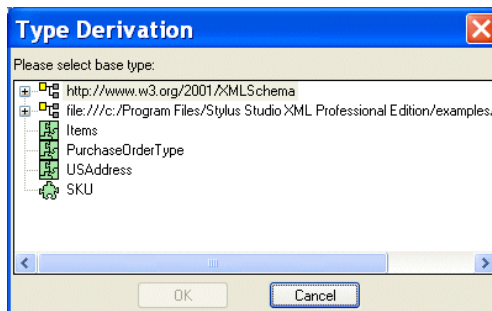 Type Derivation
Please select base type:
http://www.w3.org/2001/XMLSchema
file:///c:/Program Files/Stylus Studio XML Professional Edition/examples.
Items
PurchaseOrderType
USAddress
SKU
OK
Cancel